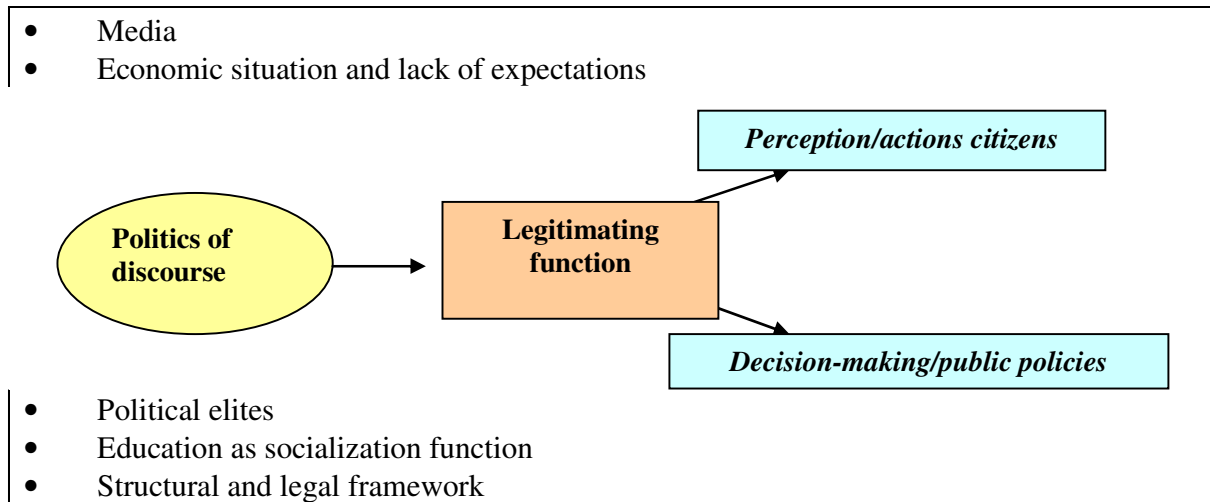 • Media
• Economic situation and lack of expectations
Perception/actions citizens
Politics of
discourse
Legitimating
function
Decision-making/public policies
• Political elites
• Education as socialization function
• Structural and legal framework